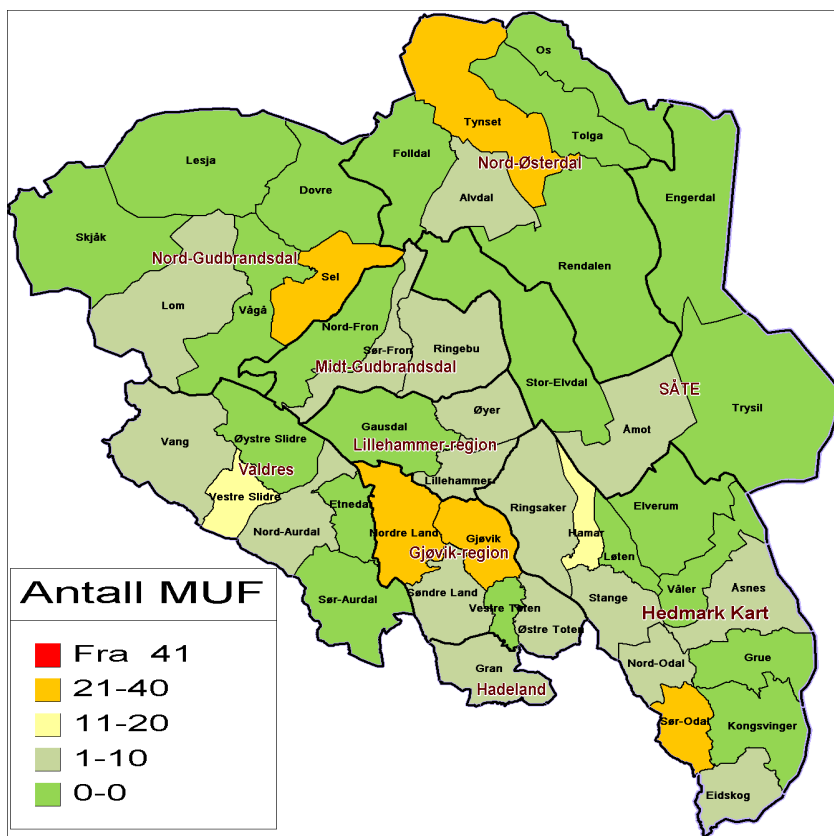 Os
Tynset
Tolga
Folldal
Nord-Østerdal
Lesja
Dovre
Alvdal
Engerdal
Skjåk
Nord-Gudbrandsdal
Rendalen
Sel
Lom
Vågå
Nord-Fron
Sør-Fron
Ringebu
Midt-Gudbrandsdal
Stor-Elvdal
SÅTE
Trysil
Øyer
Åmot
Gausdal
Øystre Slidre
Vang
Lillehammer-region
Valdres
Lillehammer
Vestre Slidre
Etnedal
Ringsaker
Elverum
Nord-Aurdal
Nordre Land
Gjøvik
Hamar
Gjøvik-region
Løten
Antall MUF
Fra 41
21-40
11-20
1-10
0-0
Sør-Aurdal
Søndre Land
Vestre Toten
Østre Toten
Stange
Våler
Åsnes
Hedmark Kart
Gran
Hadeland
Nord-Odal
Grue
Sør-Odal
Kongsvinger
Eidskog